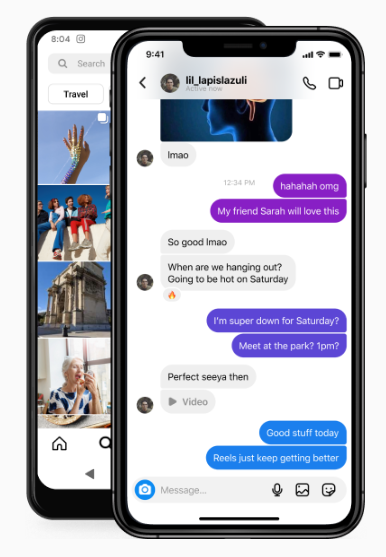 8:04
Search
Travel
9:41
lil_lapislazuli
Active now
lmao
12:34 PM
hahahah omg
My friend Sarah will love this
So good lmao
When are we hanging out?
Going to be hot on Saturday
I'm super down for Saturday?
Meet at the park? 1pm?
Perfect seeya then
Video
Good stuff today
Reels just keep getting better
Message...